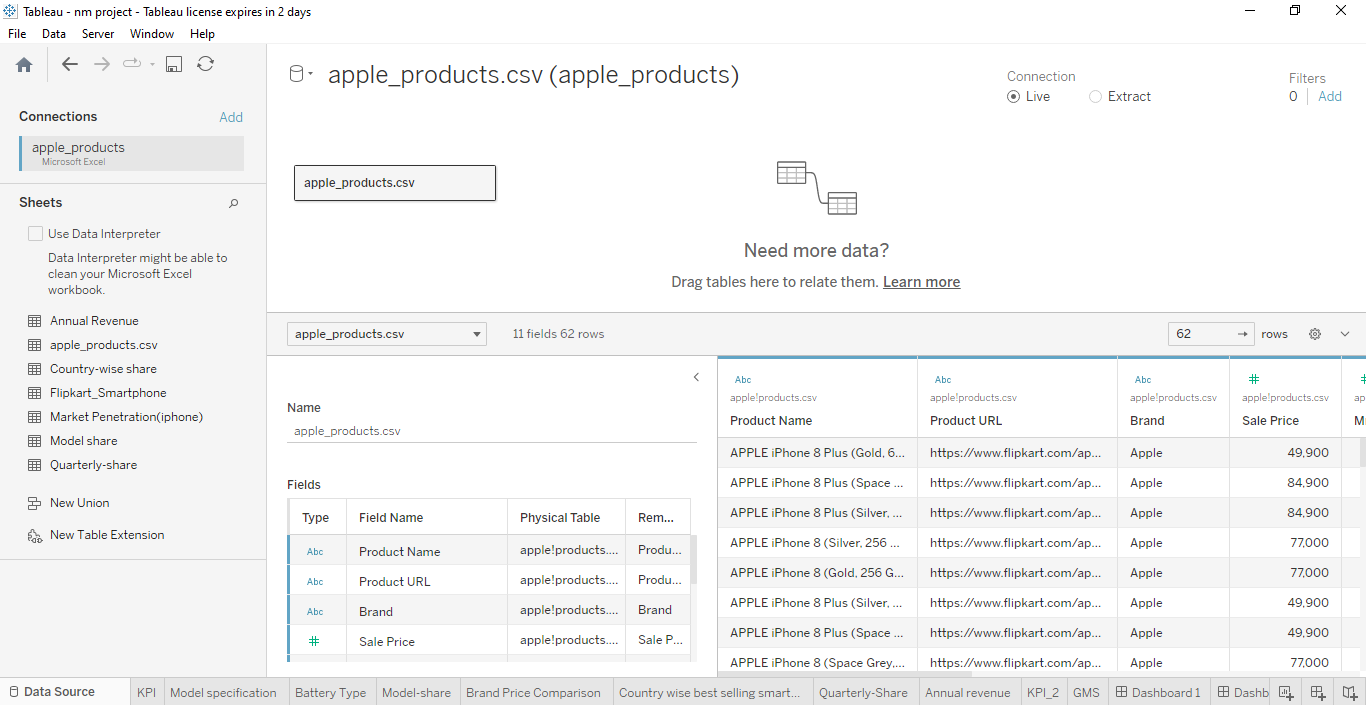 Tableau - nm project - Tableau license expires in 2 days
File Data Server Window Help
Connections Add
apple_products
Microsoft Excel
Sheets
Use Data Interpreter
Data Interpreter might be able to
clean your Microsoft Excel
workbook.
Annual Revenue
apple_products.csv
Country-wise share
Flipkart_Smartphone
Market Penetration(iphone)
Model share
Quarterly-share
New Union
New Table Extension
apple_products.csv (apple_products)
Connection
Live Extract
Filters
0 Add
apple_products.csv
Need more data?
Drag tables here to relate them. Learn more
apple_products.csv 11 fields 62 rows
62 rows
Name
apple_products.csv
Fields
Type Field Name Physical Table Rem...
Abc Product Name apple!products.... Produ...
Abc Product URL apple!products.... Produ...
Abc Brand apple!products.... Brand
# Sale Price apple!products.... Sale P...
Abc Abc Abc # #
apple!products.csv apple!products.csv apple!products.csv apple!products.csv ap
Product Name Product URL Brand Sale Price M
APPLE iPhone 8 Plus (Gold, 6... https://www.flipkart.com/ap... Apple 49,900
APPLE iPhone 8 Plus (Space ... https://www.flipkart.com/ap... Apple 84,900
APPLE iPhone 8 Plus (Silver, ... https://www.flipkart.com/ap... Apple 84,900
APPLE iPhone 8 (Silver, 256 ... https://www.flipkart.com/ap... Apple 77,000
APPLE iPhone 8 (Gold, 256 G... https://www.flipkart.com/ap... Apple 77,000
APPLE iPhone 8 Plus (Silver, ... https://www.flipkart.com/ap... Apple 49,900
APPLE iPhone 8 Plus (Space ... https://www.flipkart.com/ap... Apple 49,900
APPLE iPhone 8 (Space Grey,... https://www.flipkart.com/ap... Apple 77,000
Data Source KPI Model specification Battery Type Model-share Brand Price Comparison Country wise best selling smart... Quarterly-Share Annual revenue KPI_2 GMS Dashboard 1 Dashb